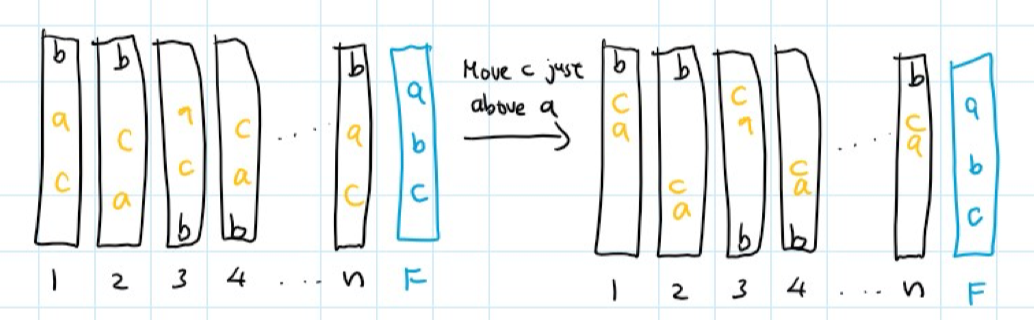 b b b a
a c a c a b
c a c a c c
b b
1 2 3 4 ... n F
Move c just
above a
b b b a
c c c b
a a a c
c c
a a
b b
1 2 3 4 ... n F